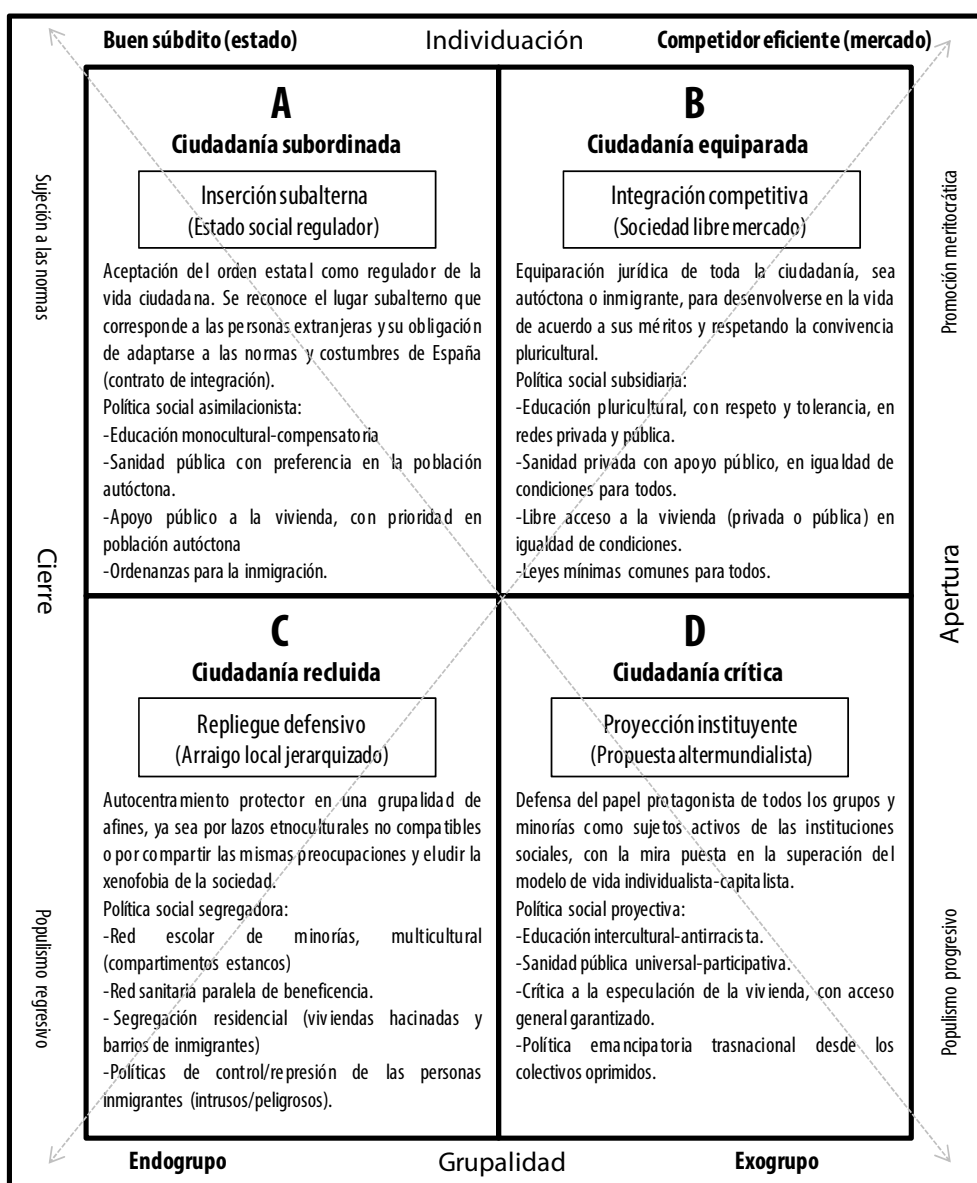 Buen súbdito (estado) Individuación Competidor eficiente (mercado)
Sujeción a las normas
Cierre
Populismo regresivo
A
Ciudadanía subordinada
Inserción subalterna
(Estado social regulador)
Aceptación del orden estatal como regulador de la
vida ciudadana. Se reconoce el lugar subalterno que
corresponde a las personas extranjeras y su obligación
de adaptarse a las normas y costumbres de España
(contrato de integración).
Política social asimilacionista:
-Educación monocultural-compensatoria
-Sanidad pública con preferencia en la población
autóctona.
-Apoyo público a la vivienda, con prioridad en
población autóctona
-Ordenanzas para la inmigración.
B
Ciudadanía equiparada
Integración competitiva
(Sociedad libre mercado)
Equiparación jurídica de toda la ciudadanía, sea
autóctona o inmigrante, para desenvolverse en la vida
de acuerdo a sus méritos y respetando la convivencia
pluricultural.
Política social subsidiaria:
-Educación pluricultural, con respeto y tolerancia, en
redes privada y pública.
-Sanidad privada con apoyo público, en igualdad de
condiciones para todos.
-Libre acceso a la vivienda (privada o pública) en
igualdad de condiciones.
-Leyes mínimas comunes para todos.
C
Ciudadanía recluida
Repliegue defensivo
(Arraigo local jerarquizado)
Autocentramiento protector en una grupalidad de
afines, ya sea por lazos etnoculturales no compatibles
o por compartir las mismas preocupaciones y eludir la
xenofobia de la sociedad.
Política social segregadora:
-Red escolar de minorías, multicultural
(compartimentos estancos)
-Red sanitaria paralela de beneficencia.
- Segregación residencial (viviendas hacinadas y
barrios de inmigrantes)
-Políticas de control/represión de las personas
inmigrantes (intrusos/peligrosos).
D
Ciudadanía crítica
Proyección instituyente
(Propuesta altermundialista)
Defensa del papel protagonista de todos los grupos y
minorías como sujetos activos de las instituciones
sociales, con la mira puesta en la superación del
modelo de vida individualista-capitalista.
Política social proyectiva:
-Educación intercultural-antirracista.
-Sanidad pública universal-participativa.
-Crítica a la especulación de la vivienda, con acceso
general garantizado.
-Política emancipatoria trasnacional desde los
colectivos oprimidos.
Promoción meritocrática
Apertura
Populismo progresivo
Endogrupo Grupalidad Exogrupo